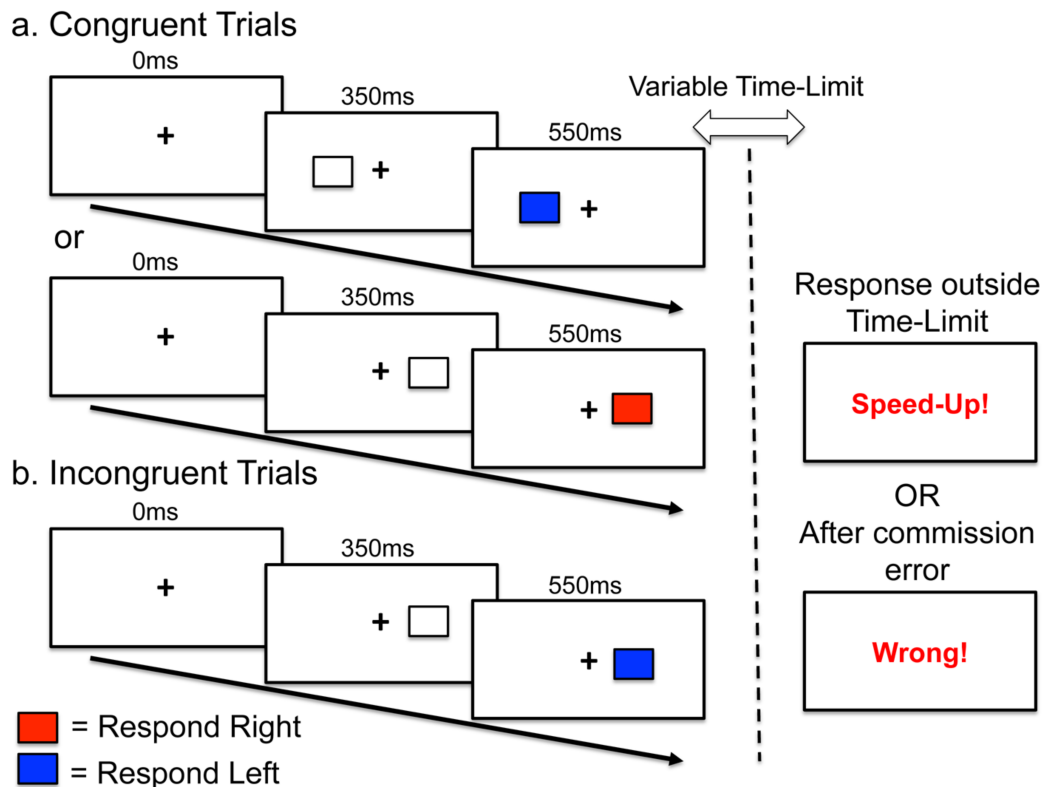 a. Congruent Trials
0ms
350ms
550ms
Variable Time-Limit
or
0ms
350ms
550ms
Response outside
Time-Limit
Speed-Up!
b. Incongruent Trials
0ms
350ms
550ms
OR
After commission
error
Wrong!
= Respond Right
= Respond Left